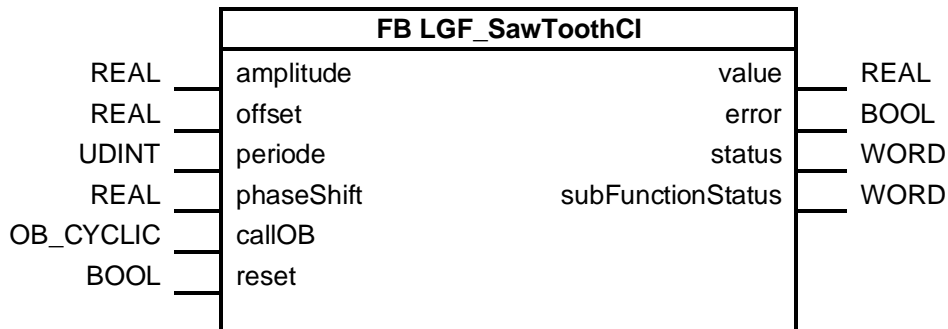 FB LGF_SawToothCI
REAL amplitude value REAL
REAL offset error BOOL
UDINT periode status WORD
REAL phaseShift subFunctionStatus WORD
OB_CYCLIC callOB
BOOL reset